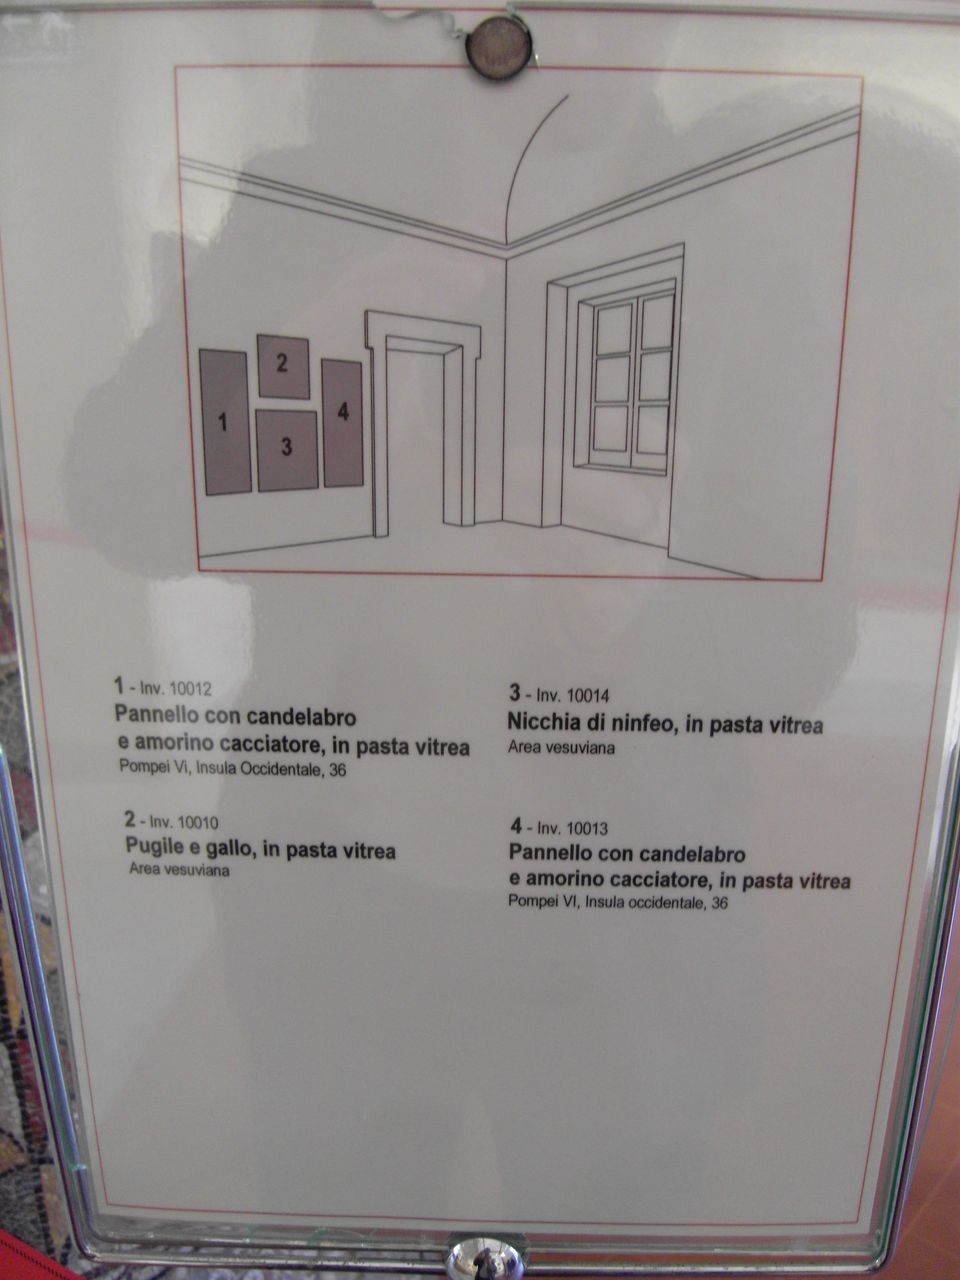 1
2
3
4
1 - Inv. 10012
Pannello con candelabro
e amorino cacciatore, in pasta vitrea
Pompei Vi, Insula Occidentale, 36
2 - Inv. 10010
Pugile e gallo, in pasta vitrea
Area vesuviana
3 - Inv. 10014
Nicchia di ninfeo, in pasta vitrea
Area vesuviana
4 - Inv. 10013
Pannello con candelabro
e amorino cacciatore, in pasta vitrea
Pompei VI, Insula occidentale, 36